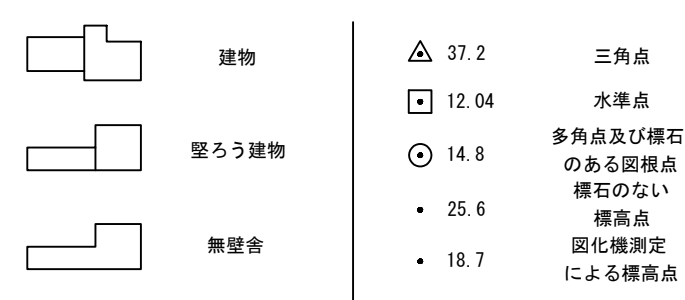 建物
堅ろう建物
無壁舎
37.2 三角点
12.04 水準点
14.8 多角点及び標石
のある図根点
25.6 標石のない
標高点
18.7 図化機測定
による標高点